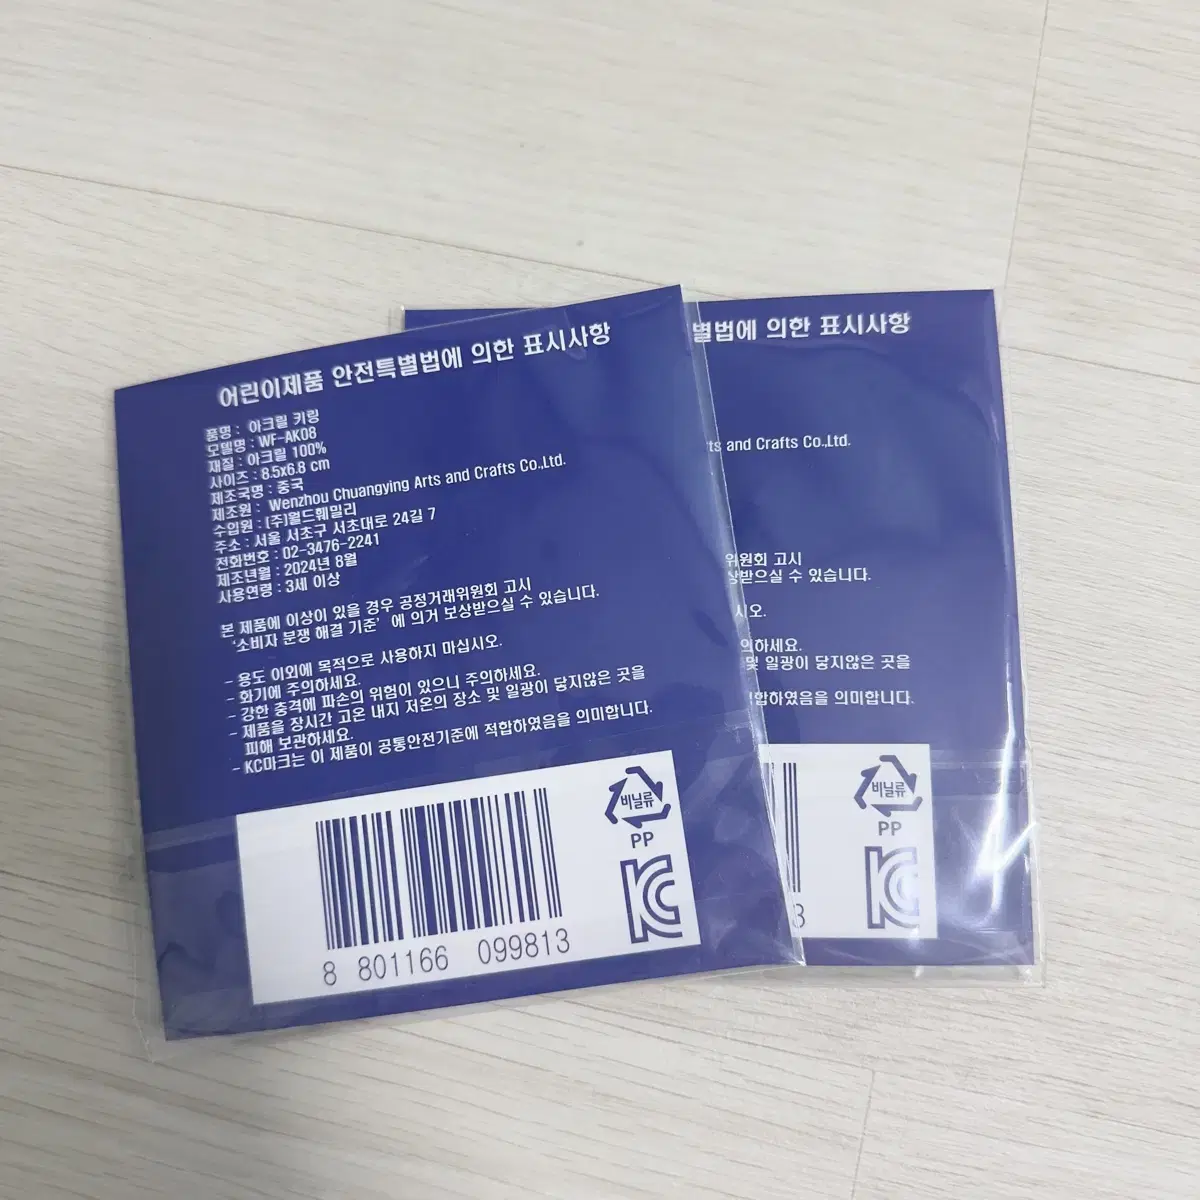 어린이제품 안전특별법에 의한 표시사항
품명 : 아크릴 키링
모델명 : WF-AK08
재질 : 아크릴 100%
사이즈 : 8.5x6.8 cm
제조국명 : 중국
제조원 : Wenzhou Chuangying Arts and Crafts Co.,Ltd.
수입원 : (주)월드훼밀리
주소 : 서울 서초구 서초대로 24길 7
전화번호 : 02-3476-2241
제조년월 : 2024년 8월
사용연령 : 3세 이상
본 제품에 이상이 있을 경우 공정거래위원회 고시
'소비자 분쟁 해결 기준' 에 의거 보상받으실 수 있습니다.
- 용도 이외에 목적으로 사용하지 마십시오.
- 화기에 주의하세요.
- 강한 충격에 파손의 위험이 있으니 주의하세요.
- 제품을 장시간 고온 내지 저온의 장소 및 일광이 닿지않은 곳을
피해 보관하세요.
- KC마크는 이 제품이 공통안전기준에 적합하였음을 의미합니다.
비닐류
PP
KC
8 801166 099813
별법에 의한 표시사항
ts and Crafts Co.,Ltd.
위원회 고시
상받으실 수 있습니다.
시오.
의하세요.
및 일광이 닿지않은 곳을
적합하였음을 의미합니다.
비닐류
PP
KC
3